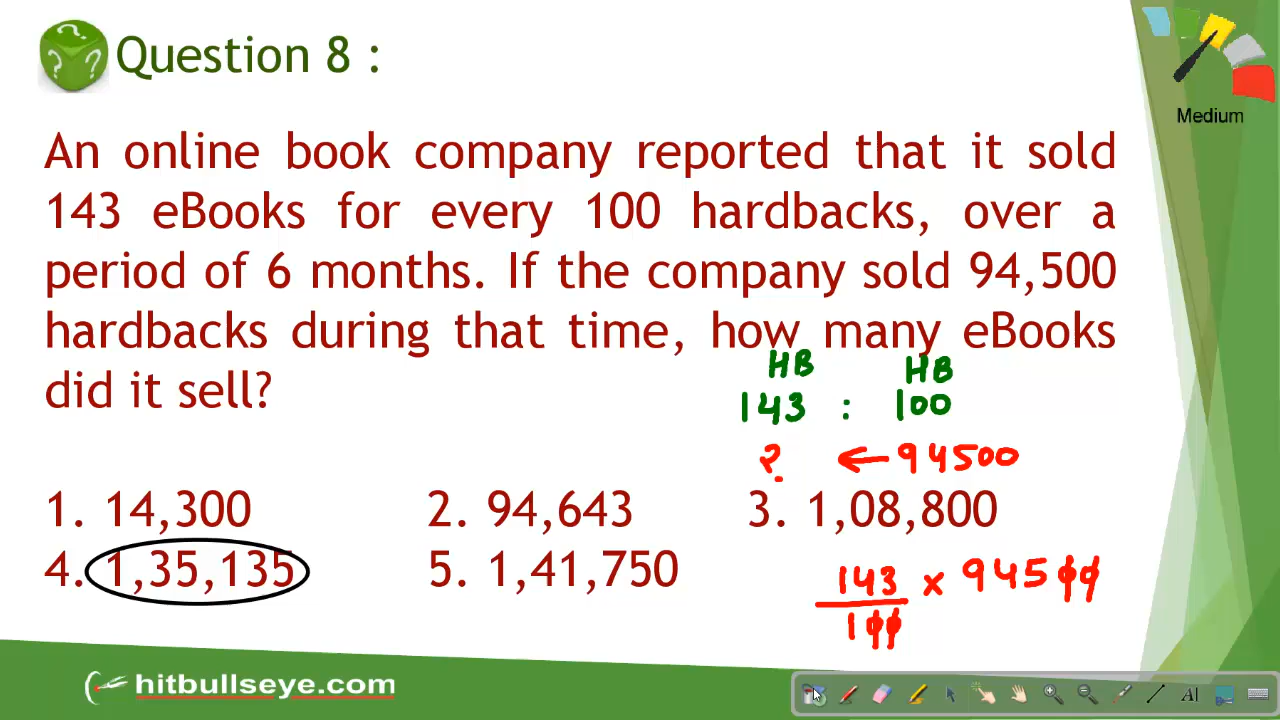 Question 8 :
Medium
An online book company reported that it sold
143 eBooks for every 100 hardbacks, over a
period of 6 months. If the company sold 94,500
hardbacks during that time, how many eBooks
did it sell?
HB HB
143 : 100
? ← 94500
1. 14,300 2. 94,643 3. 1,08,800
4. 1,35,135 5. 1,41,750
143 × 94500
100
hitbullseye.com
AI